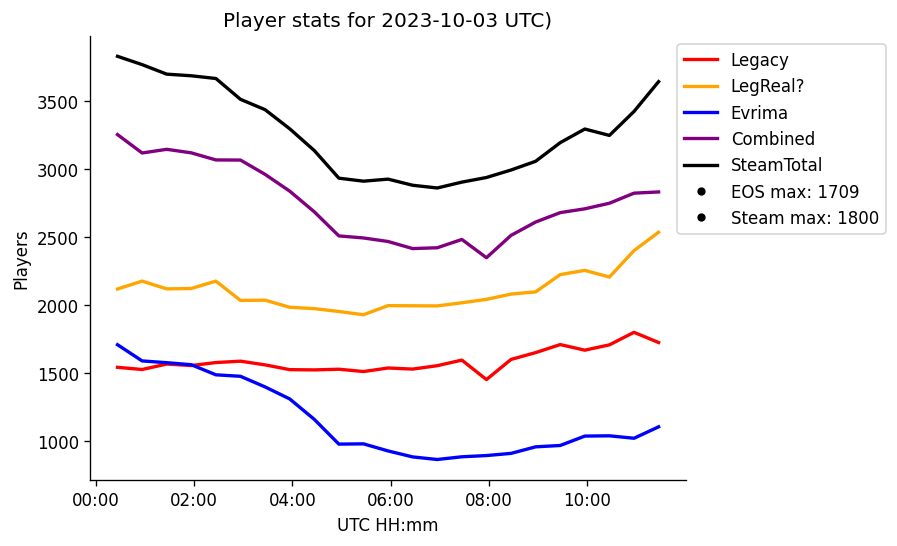 Player stats for 2023-10-03 UTC)
Legacy
LegReal?
Evrima
Combined
SteamTotal
EOS max: 1709
Steam max: 1800
Players
3500
3000
2500
2000
1500
1000
00:00 02:00 04:00 06:00 08:00 10:00
UTC HH:mm